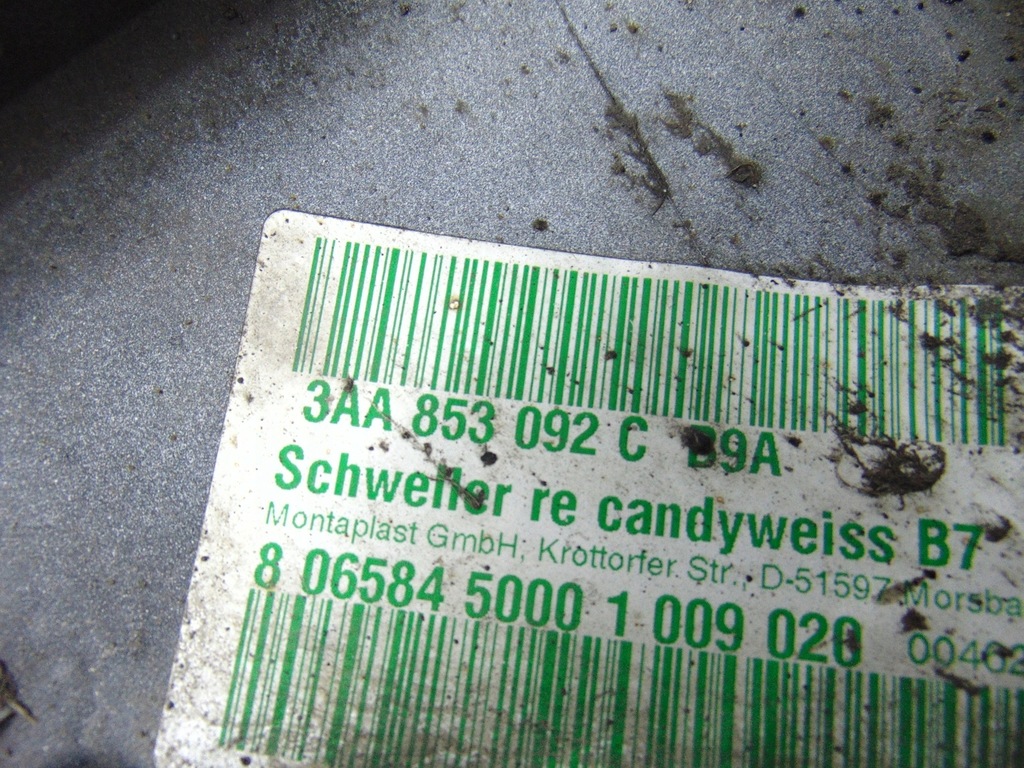 3AA 853 092 C B9A
Schweller re candyweiss B7
Montaplast GmbH, Krottorfer Str., D-51597 Morsba
8 06584 5000 1 009 020 00462